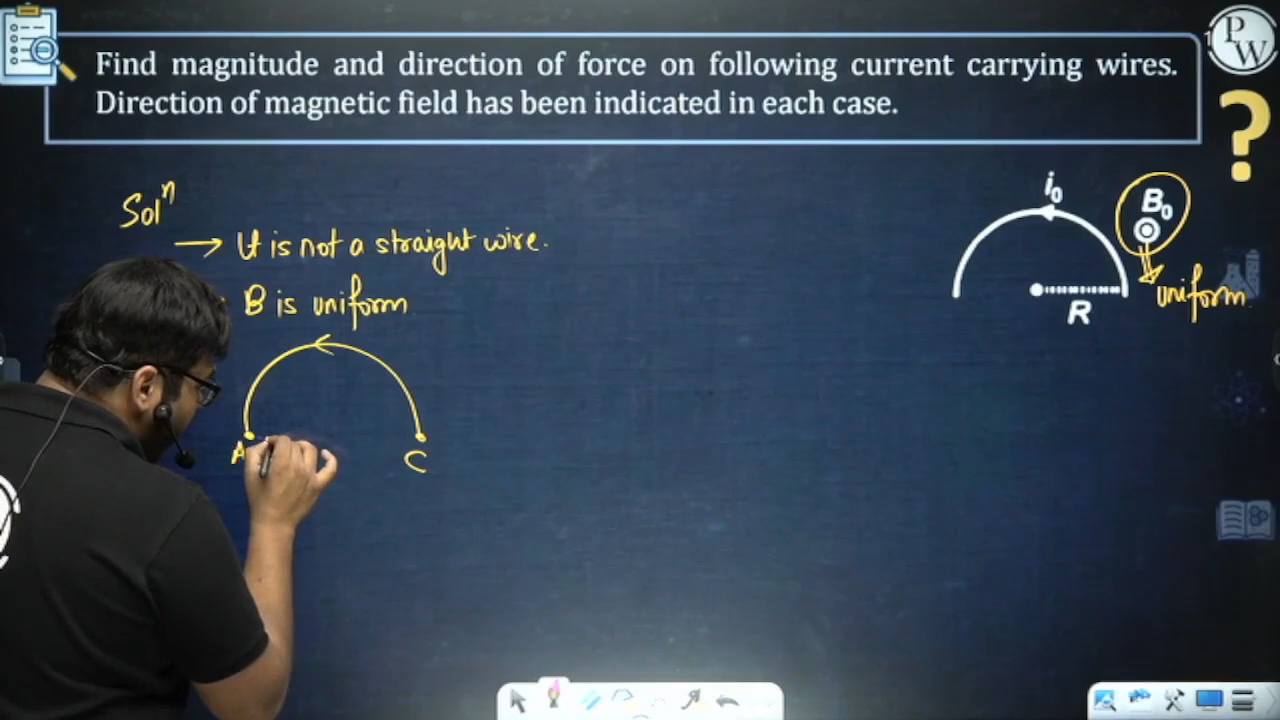 Find magnitude and direction of force on following current carrying wires.
Direction of magnetic field has been indicated in each case.
PW
Solⁿ
→ It is not a straight wire.
B is uniform
A
C
i₀
B₀
uniform
R
?